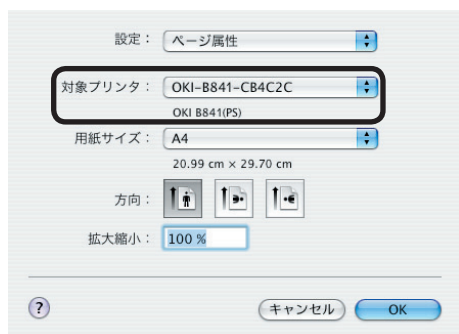 設定： ページ属性
対象プリンタ： OKI-B841-CB4C2C
OKI B841(PS)
用紙サイズ： A4
20.99 cm × 29.70 cm
方向：
拡大縮小： 100 %
? キャンセル OK